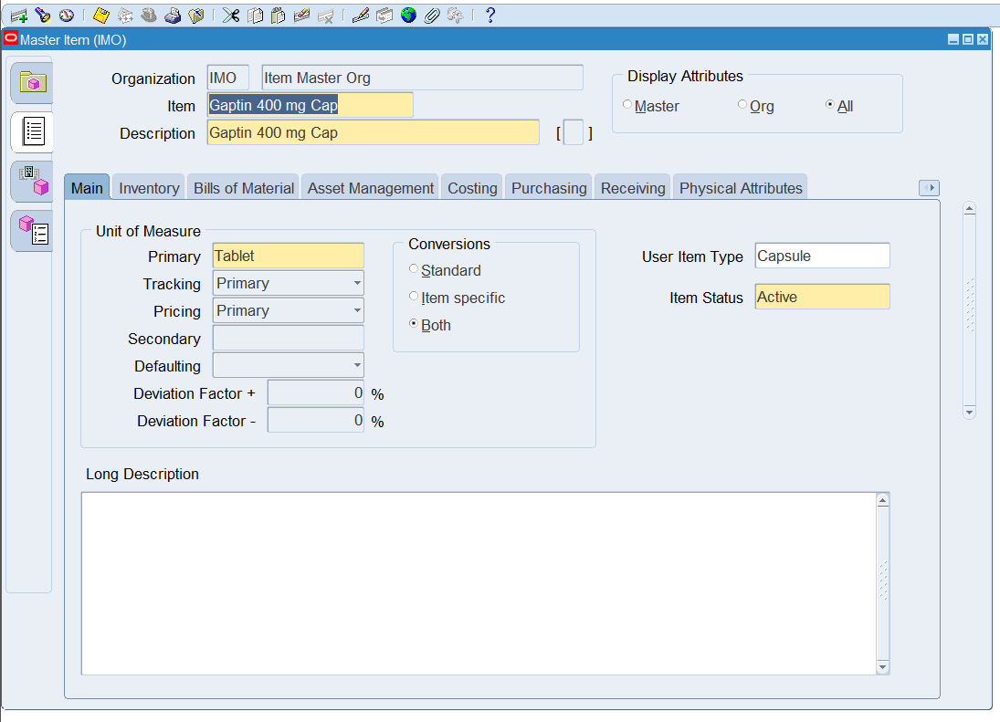 Master Item (IMO)
Organization IMO Item Master Org
Item Gaptin 400 mg Cap
Description Gaptin 400 mg Cap [ ]
Display Attributes
Master Org All
Main Inventory Bills of Material Asset Management Costing Purchasing Receiving Physical Attributes
Unit of Measure
Primary Tablet
Tracking Primary
Pricing Primary
Secondary
Defaulting
Deviation Factor + 0 %
Deviation Factor - 0 %
Conversions
Standard
Item specific
Both
User Item Type Capsule
Item Status Active
Long Description